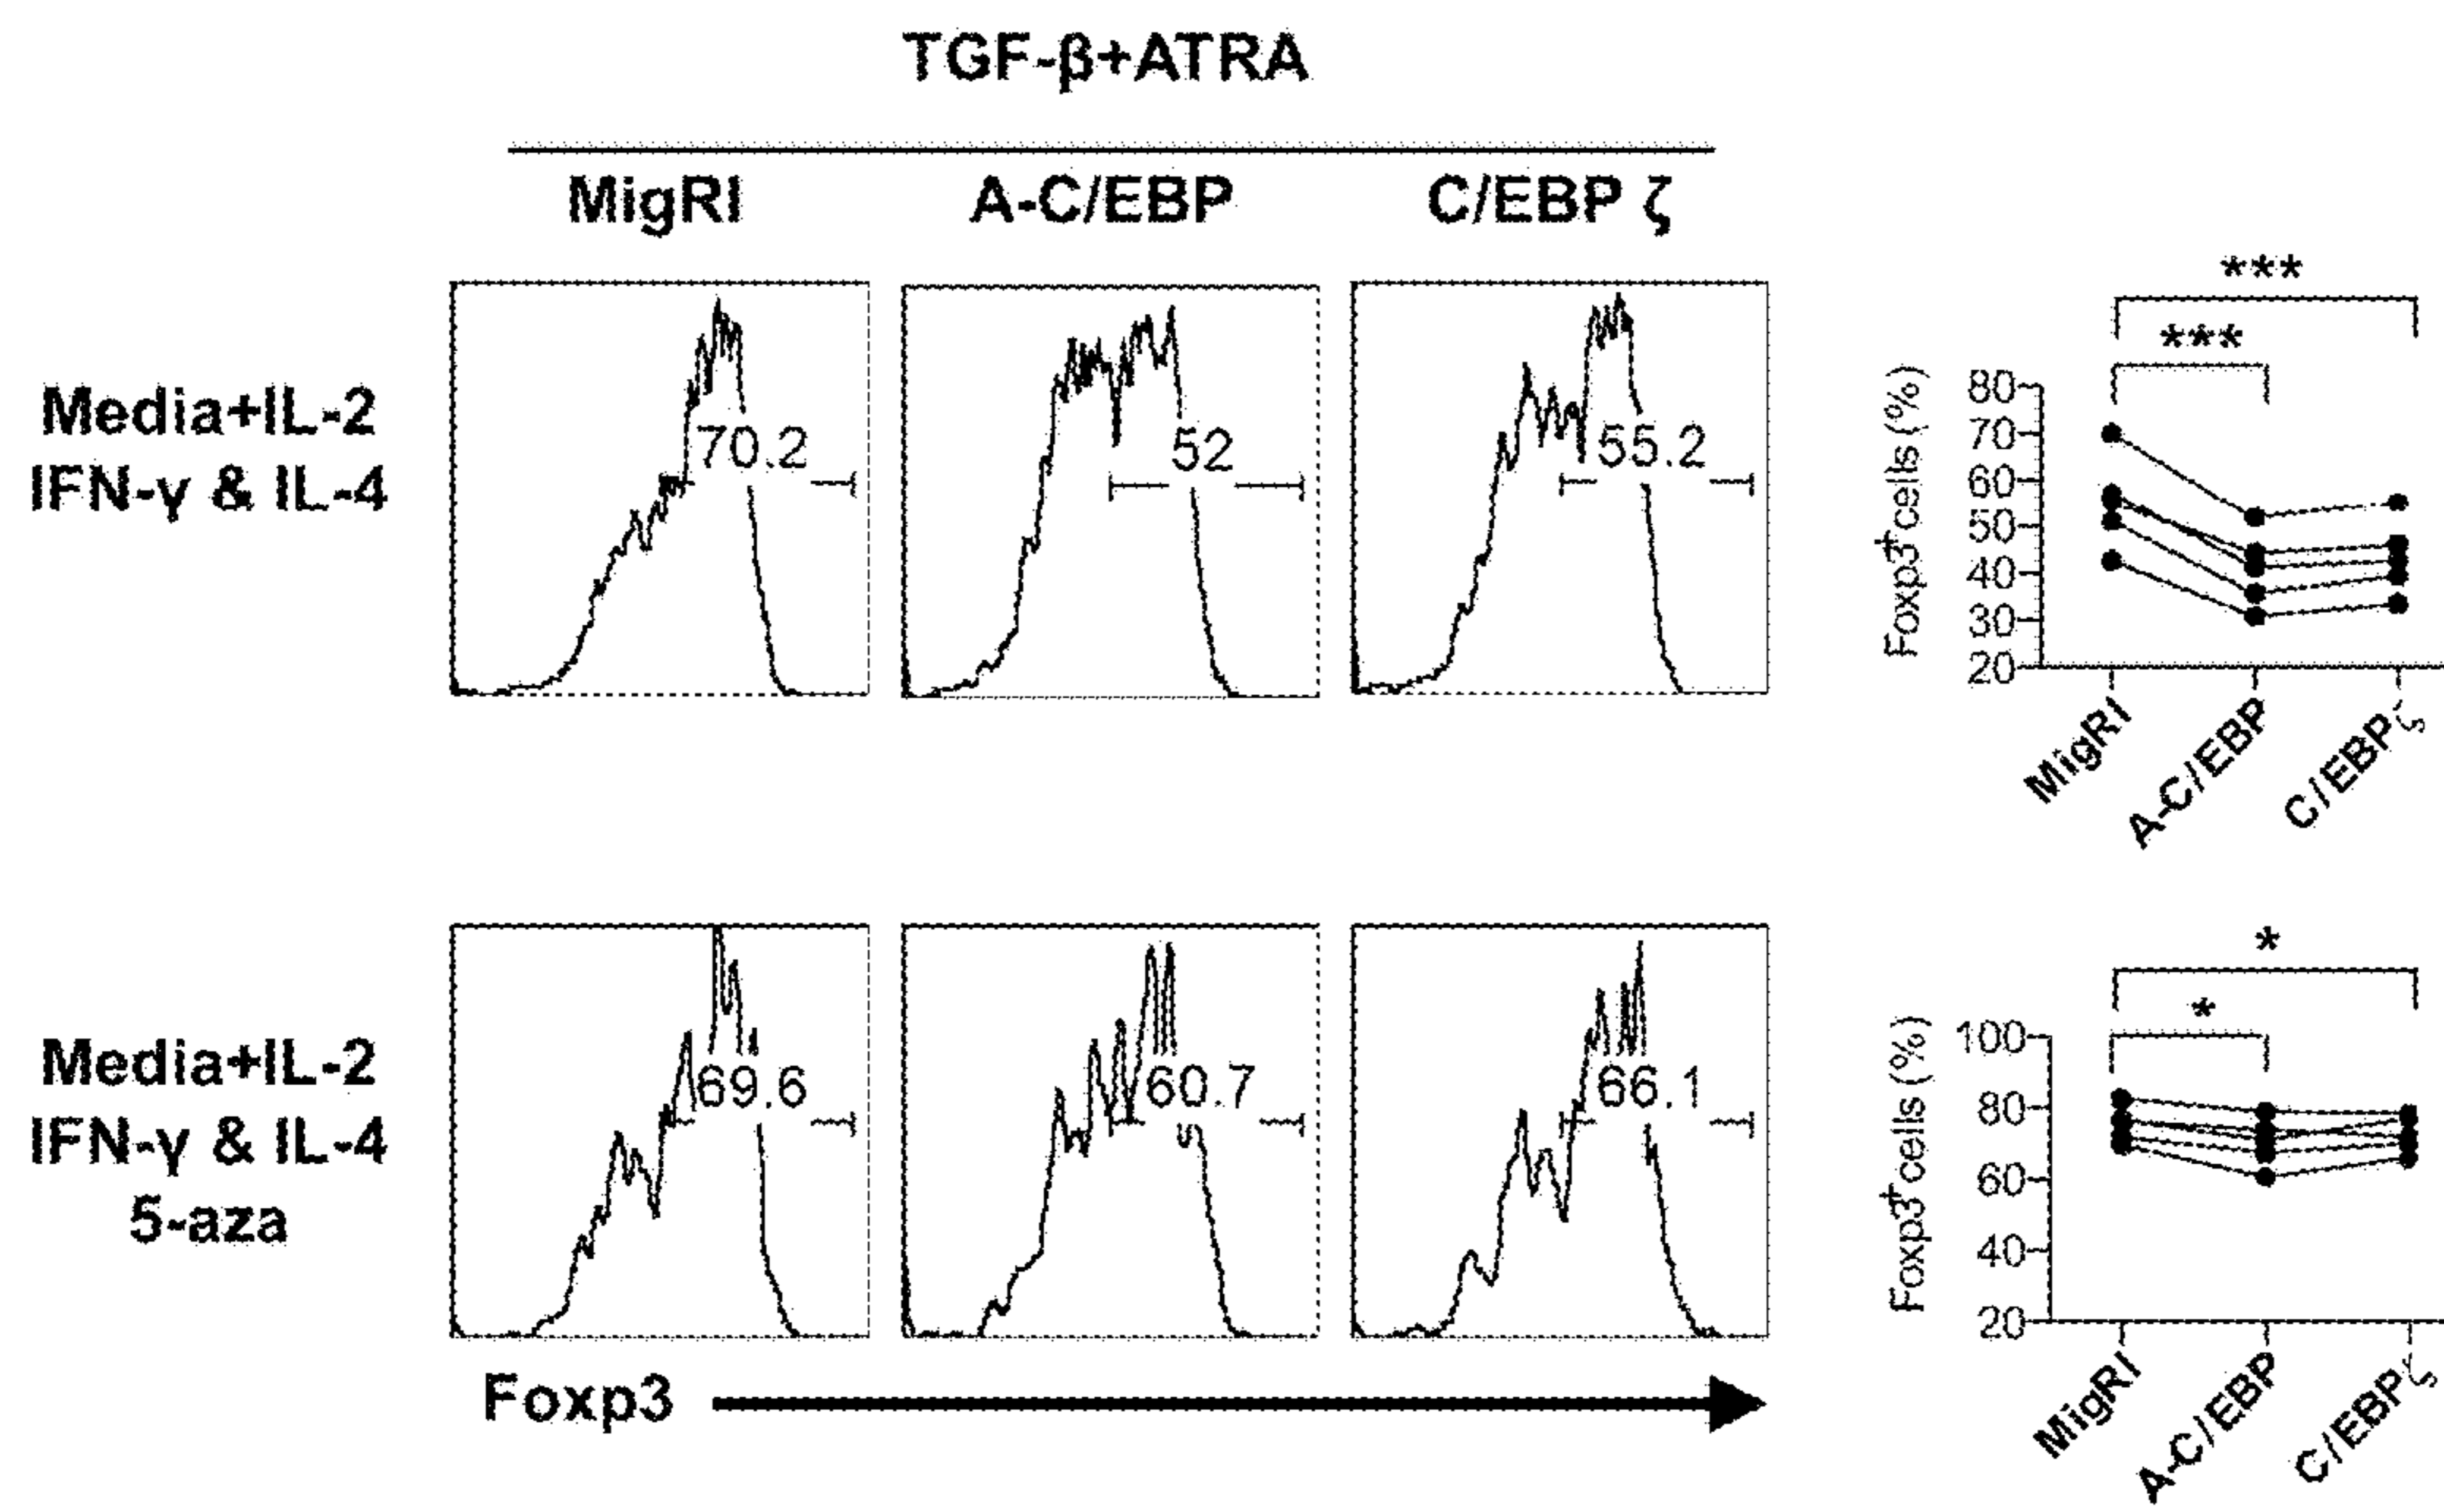 TGF-β+ATRA
MigRI A-C/EBP C/EBP ζ
Media+IL-2
IFN-γ & IL-4
70.2
52
55.2
***
***
Foxp3+cells (%)
80
70
60
50
40
30
20
MigRI
A-C/EBP
C/EBPζ
Media+IL-2
IFN-γ & IL-4
5-aza
69.6
60.7
66.1
*
*
Foxp3+cells (%)
100
80
60
40
20
MigRI
A-C/EBP
C/EBPζ
Foxp3